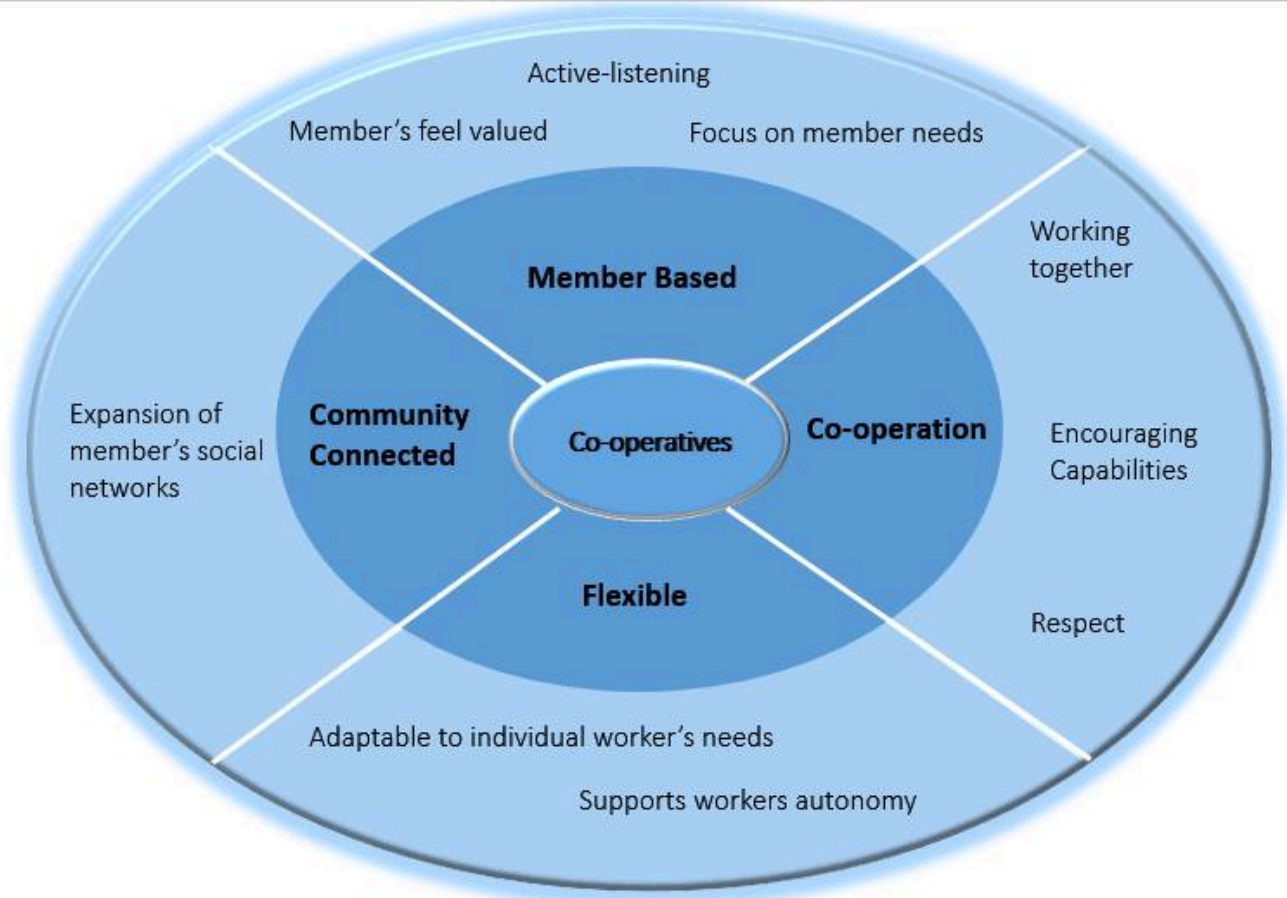 Active-listening
Member's feel valued
Focus on member needs
Member Based
Working
together
Community
Connected
Co-operatives
Co-operation
Expansion of
member's social
networks
Encouraging
Capabilities
Flexible
Respect
Adaptable to individual worker's needs
Supports workers autonomy